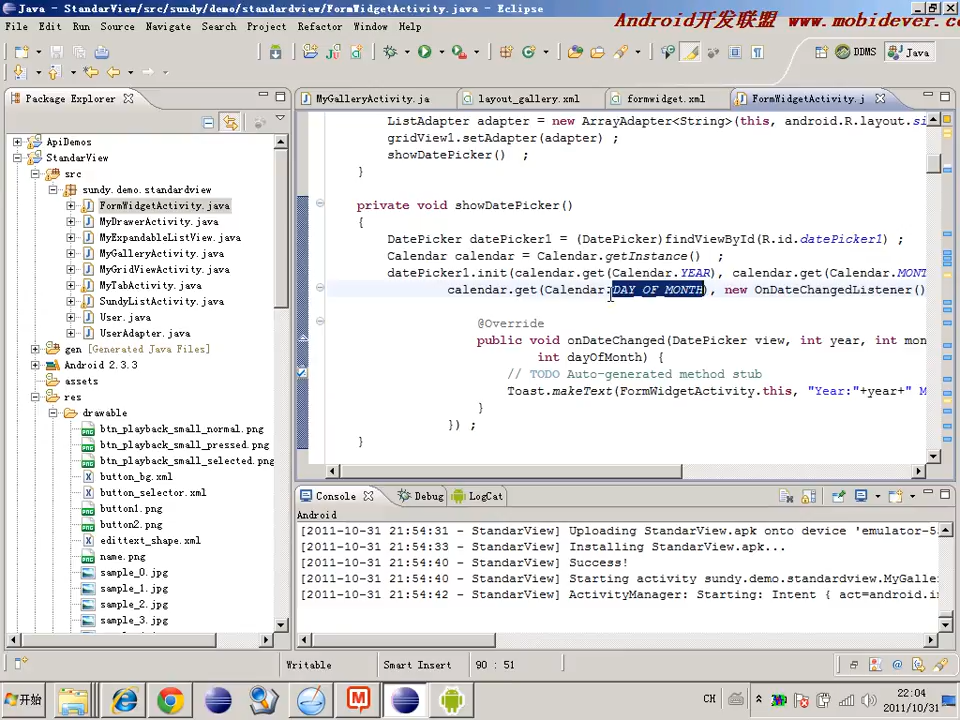 Java - StandarView/src/sundy/demo/standardview/FormWidgetActivity.java - Eclipse
Android开发联盟 www.mobidever.com
File Edit Run Source Navigate Search Project Refactor Window Help
DDMS Java
Package Explorer
MyGalleryActivity.ja layout_gallery.xml formwidget.xml FormWidgetActivity.j
ApiDemos
StandarView
src
sundy.demo.standardview
FormWidgetActivity.java
MyDrawerActivity.java
MyExpandableListView.java
MyGalleryActivity.java
MyGridViewActivity.java
MyTabActivity.java
SundyListActivity.java
User.java
UserAdapter.java
gen [Generated Java Files]
Android 2.3.3
assets
res
drawable
btn_playback_small_normal.png
btn_playback_small_pressed.png
btn_playback_small_selected.png
button_bg.xml
button_selector.xml
button1.png
button2.png
edittext_shape.xml
name.png
sample_0.jpg
sample_1.jpg
sample_2.jpg
sample_3.jpg
ListAdapter adapter = new ArrayAdapter<String>(this, android.R.layout.si
gridView1.setAdapter(adapter) ;
showDatePicker() ;
}
private void showDatePicker()
{
DatePicker datePicker1 = (DatePicker)findViewById(R.id.datePicker1) ;
Calendar calendar = Calendar.getInstance() ;
datePicker1.init(calendar.get(Calendar.YEAR), calendar.get(Calendar.MONT
calendar.get(Calendar.DAY_OF_MONTH), new OnDateChangedListener()
@Override
public void onDateChanged(DatePicker view, int year, int mon
int dayOfMonth) {
// TODO Auto-generated method stub
Toast.makeText(FormWidgetActivity.this, "Year:"+year+" M
}
}) ;
}
Console Debug LogCat
Android
[2011-10-31 21:54:31 - StandarView] Uploading StandarView.apk onto device 'emulator-5
[2011-10-31 21:54:33 - StandarView] Installing StandarView.apk...
[2011-10-31 21:54:40 - StandarView] Success!
[2011-10-31 21:54:40 - StandarView] Starting activity sundy.demo.standardview.MyGaller
[2011-10-31 21:54:42 - StandarView] ActivityManager: Starting: Intent { act=android.in
Writable Smart Insert 90 : 51
开始 CH 22:04
2011/10/31